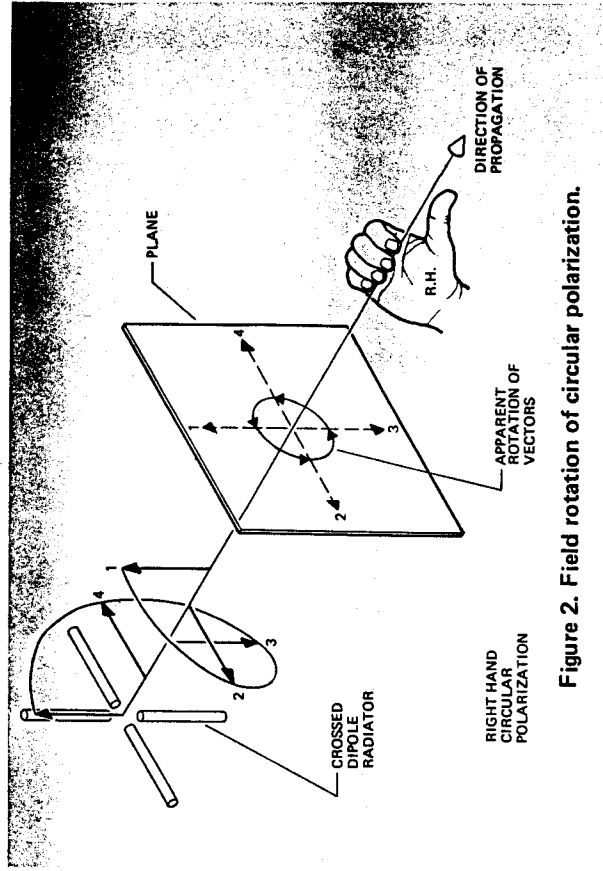 PLANE
4
1
3
2
1
4
3
2
R.H.
DIRECTION OF
PROPAGATION
APPARENT
ROTATION OF
VECTORS
CROSSED
DIPOLE
RADIATOR
RIGHT HAND
CIRCULAR
POLARIZATION
Figure 2. Field rotation of circular polarization.